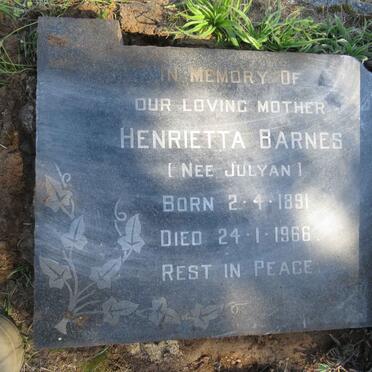 IN MEMORY OF
OUR LOVING MOTHER
HENRIETTA BARNES
[NEE JULYAN]
BORN 2·4·1891
DIED 24·1·1966
REST IN PEACE